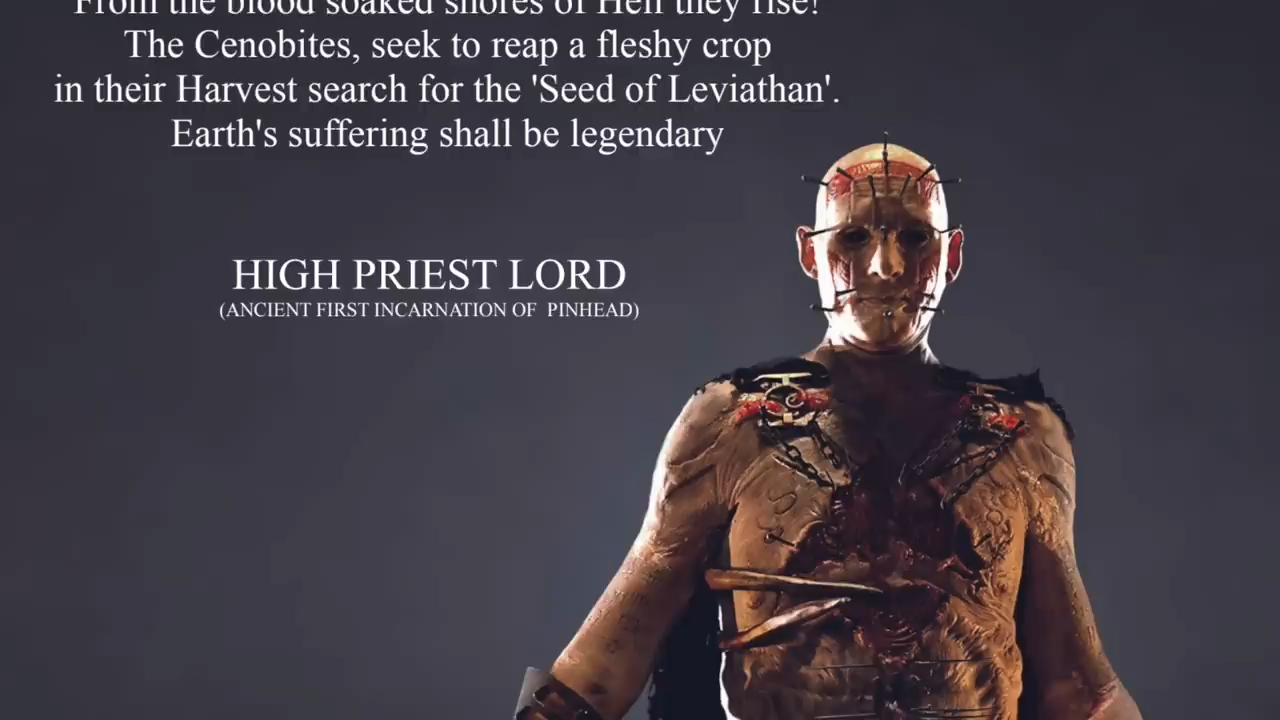 From the blood soaked shores of Hell they rise!
The Cenobites, seek to reap a fleshy crop
in their Harvest search for the 'Seed of Leviathan'.
Earth's suffering shall be legendary
HIGH PRIEST LORD
(ANCIENT FIRST INCARNATION OF PINHEAD)